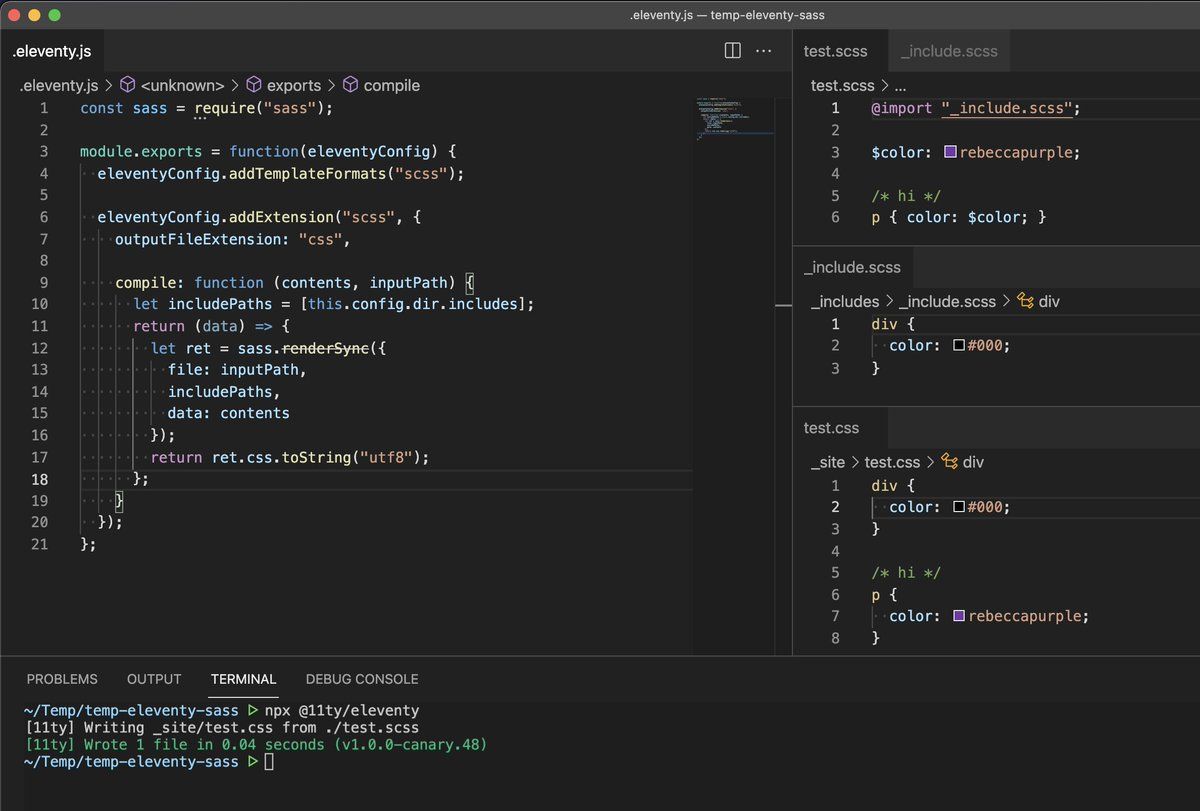 .eleventy.js — temp-eleventy-sass
.eleventy.js
.eleventy.js > <unknown> > exports > compile
1 const sass = require("sass");
2
3 module.exports = function(eleventyConfig) {
4 eleventyConfig.addTemplateFormats("scss");
5
6 eleventyConfig.addExtension("scss", {
7 outputFileExtension: "css",
8
9 compile: function (contents, inputPath) {
10 let includePaths = [this.config.dir.includes];
11 return (data) => {
12 let ret = sass.renderSync({
13 file: inputPath,
14 includePaths,
15 data: contents
16 });
17 return ret.css.toString("utf8");
18 };
19 }
20 });
21 };
test.scss _include.scss
test.scss > ...
1 @import "_include.scss";
2
3 $color: rebeccapurple;
4
5 /* hi */
6 p { color: $color; }
_include.scss
_includes > _include.scss > div
1 div {
2 color: #000;
3 }
test.css
_site > test.css > div
1 div {
2 color: #000;
3 }
4
5 /* hi */
6 p {
7 color: rebeccapurple;
8 }
PROBLEMS OUTPUT TERMINAL DEBUG CONSOLE
~/Temp/temp-eleventy-sass ▷ npx @11ty/eleventy
[11ty] Writing _site/test.css from ./test.scss
[11ty] Wrote 1 file in 0.04 seconds (v1.0.0-canary.48)
~/Temp/temp-eleventy-sass ▷